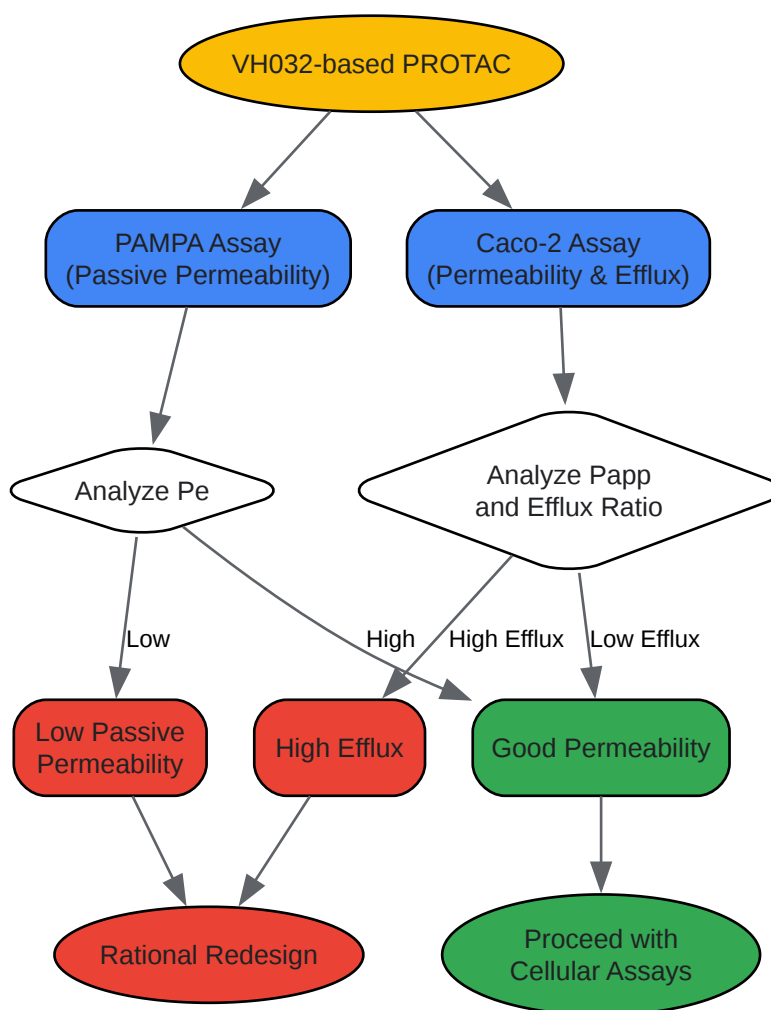 VH032-based PROTAC
PAMPA Assay
(Passive Permeability)
Caco-2 Assay
(Permeability & Efflux)
Analyze Pe
Analyze Papp
and Efflux Ratio
Low
High
High Efflux
Low Efflux
Low Passive
Permeability
High Efflux
Good Permeability
Rational Redesign
Proceed with
Cellular Assays